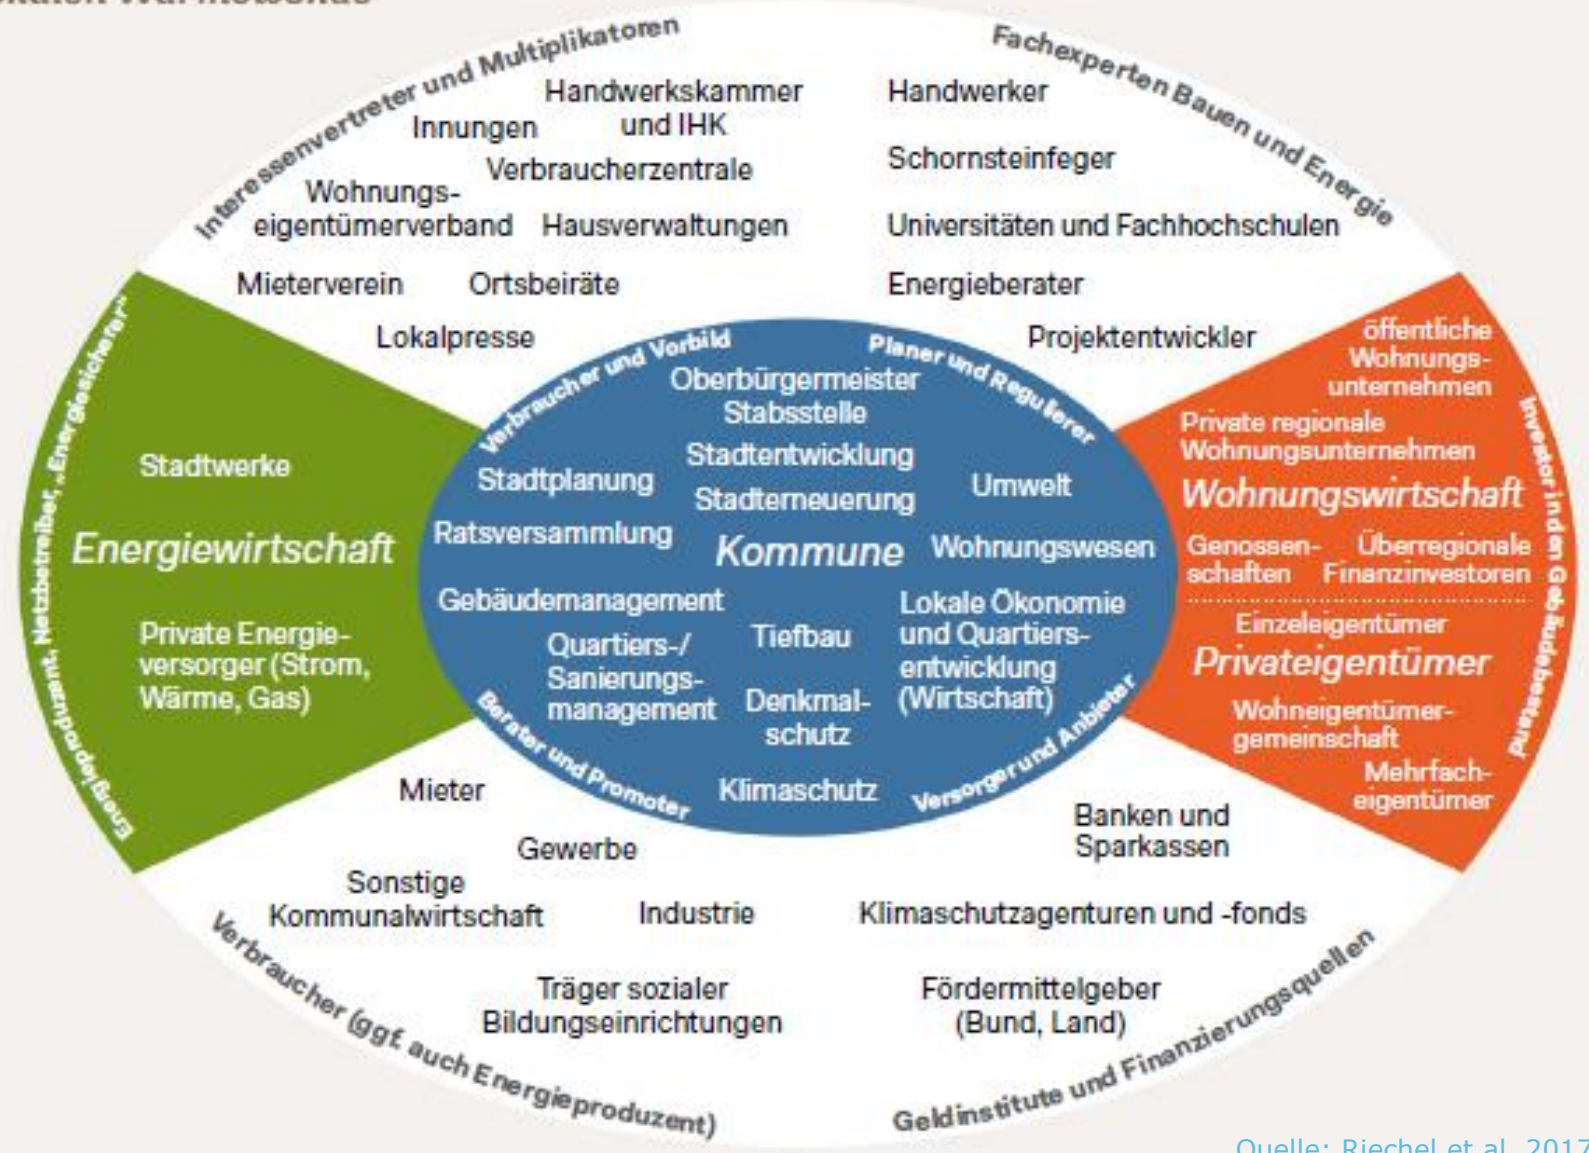 Interessenvertreter und Multiplikatoren
Handwerkskammer
und IHK
Innungen
Verbraucherzentrale
Wohnungs-
eigentümerverband
Hausverwaltungen
Mieterverein
Ortsbeiräte
Lokalpresse
Fachexperten Bauen und Energie
Handwerker
Schornsteinfeger
Universitäten und Fachhochschulen
Energieberater
Projektentwickler
Energieproduzent, Netzbetreiber, „Energiesicherer“
Stadtwerke
Energiewirtschaft
Private Energie-
versorger (Strom,
Wärme, Gas)
Verbraucher und Vorbild
Planer und Regulierer
Oberbürgermeister
Stabsstelle
Stadtentwicklung
Stadtplanung
Umwelt
Stadterneuerung
Ratsversammlung
Kommune
Wohnungswesen
Gebäudemanagement
Lokale Ökonomie
und Quartiers-
entwicklung
(Wirtschaft)
Quartiers-/
Sanierungs-
management
Tiefbau
Denkmal-
schutz
Klimaschutz
Berater und Promoter
Versorger und Anbieter
öffentliche
Wohnungs-
unternehmen
Private regionale
Wohnungsunternehmen
Wohnungswirtschaft
Genossen-
schaften
Überregionale
Finanzinvestoren
Einzeleigentümer
Privateigentümer
Wohneigentümer-
gemeinschaft
Mehrfach-
eigentümer
Investor in den Gebäudebestand
Mieter
Gewerbe
Sonstige
Kommunalwirtschaft
Industrie
Träger sozialer
Bildungseinrichtungen
Verbraucher (ggf. auch Energieproduzent)
Banken und
Sparkassen
Klimaschutzagenturen und -fonds
Fördermittelgeber
(Bund, Land)
Geldinstitute und Finanzierungsquellen
Quelle: Riechel et al. 2017